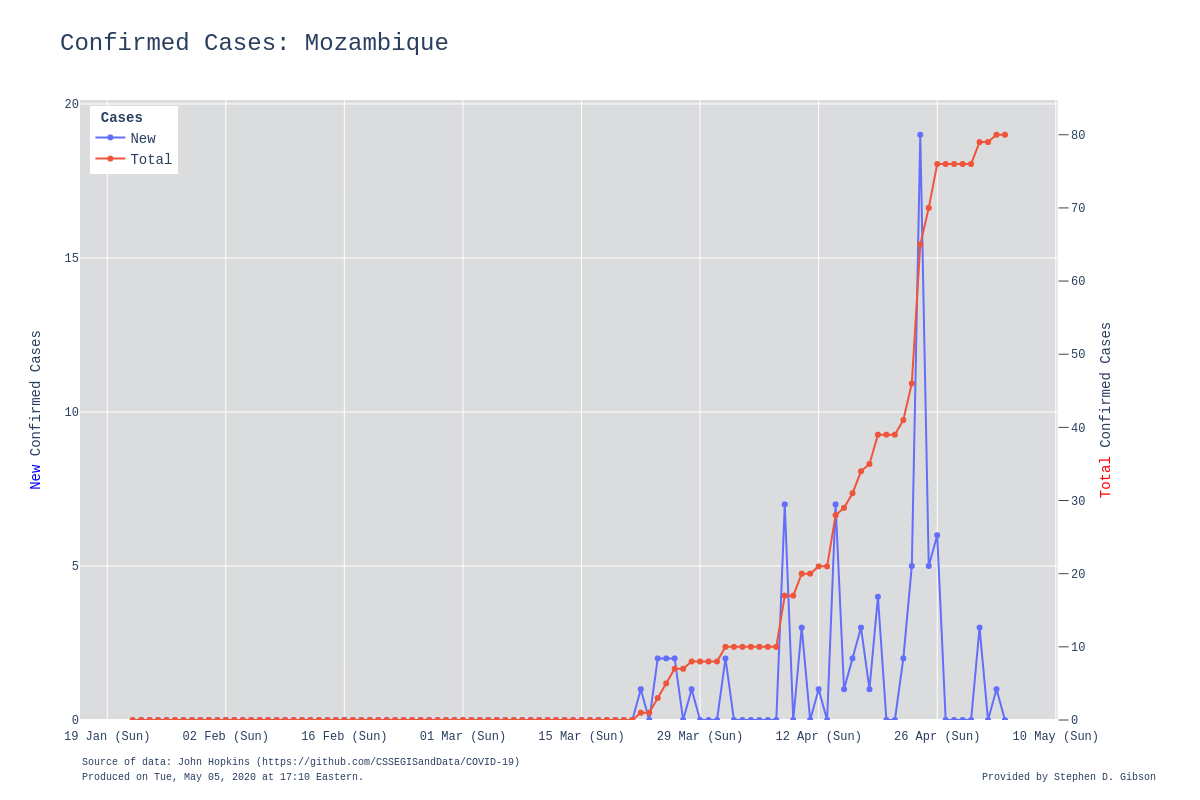 Confirmed Cases: Mozambique
Cases
New
Total
20
15
10
5
0
80
70
60
50
40
30
20
10
0
New Confirmed Cases
Total Confirmed Cases
19 Jan (Sun) 02 Feb (Sun) 16 Feb (Sun) 01 Mar (Sun) 15 Mar (Sun) 29 Mar (Sun) 12 Apr (Sun) 26 Apr (Sun) 10 May (Sun)
Source of data: John Hopkins (https://github.com/CSSEGISandData/COVID-19)
Produced on Tue, May 05, 2020 at 17:10 Eastern.
Provided by Stephen D. Gibson